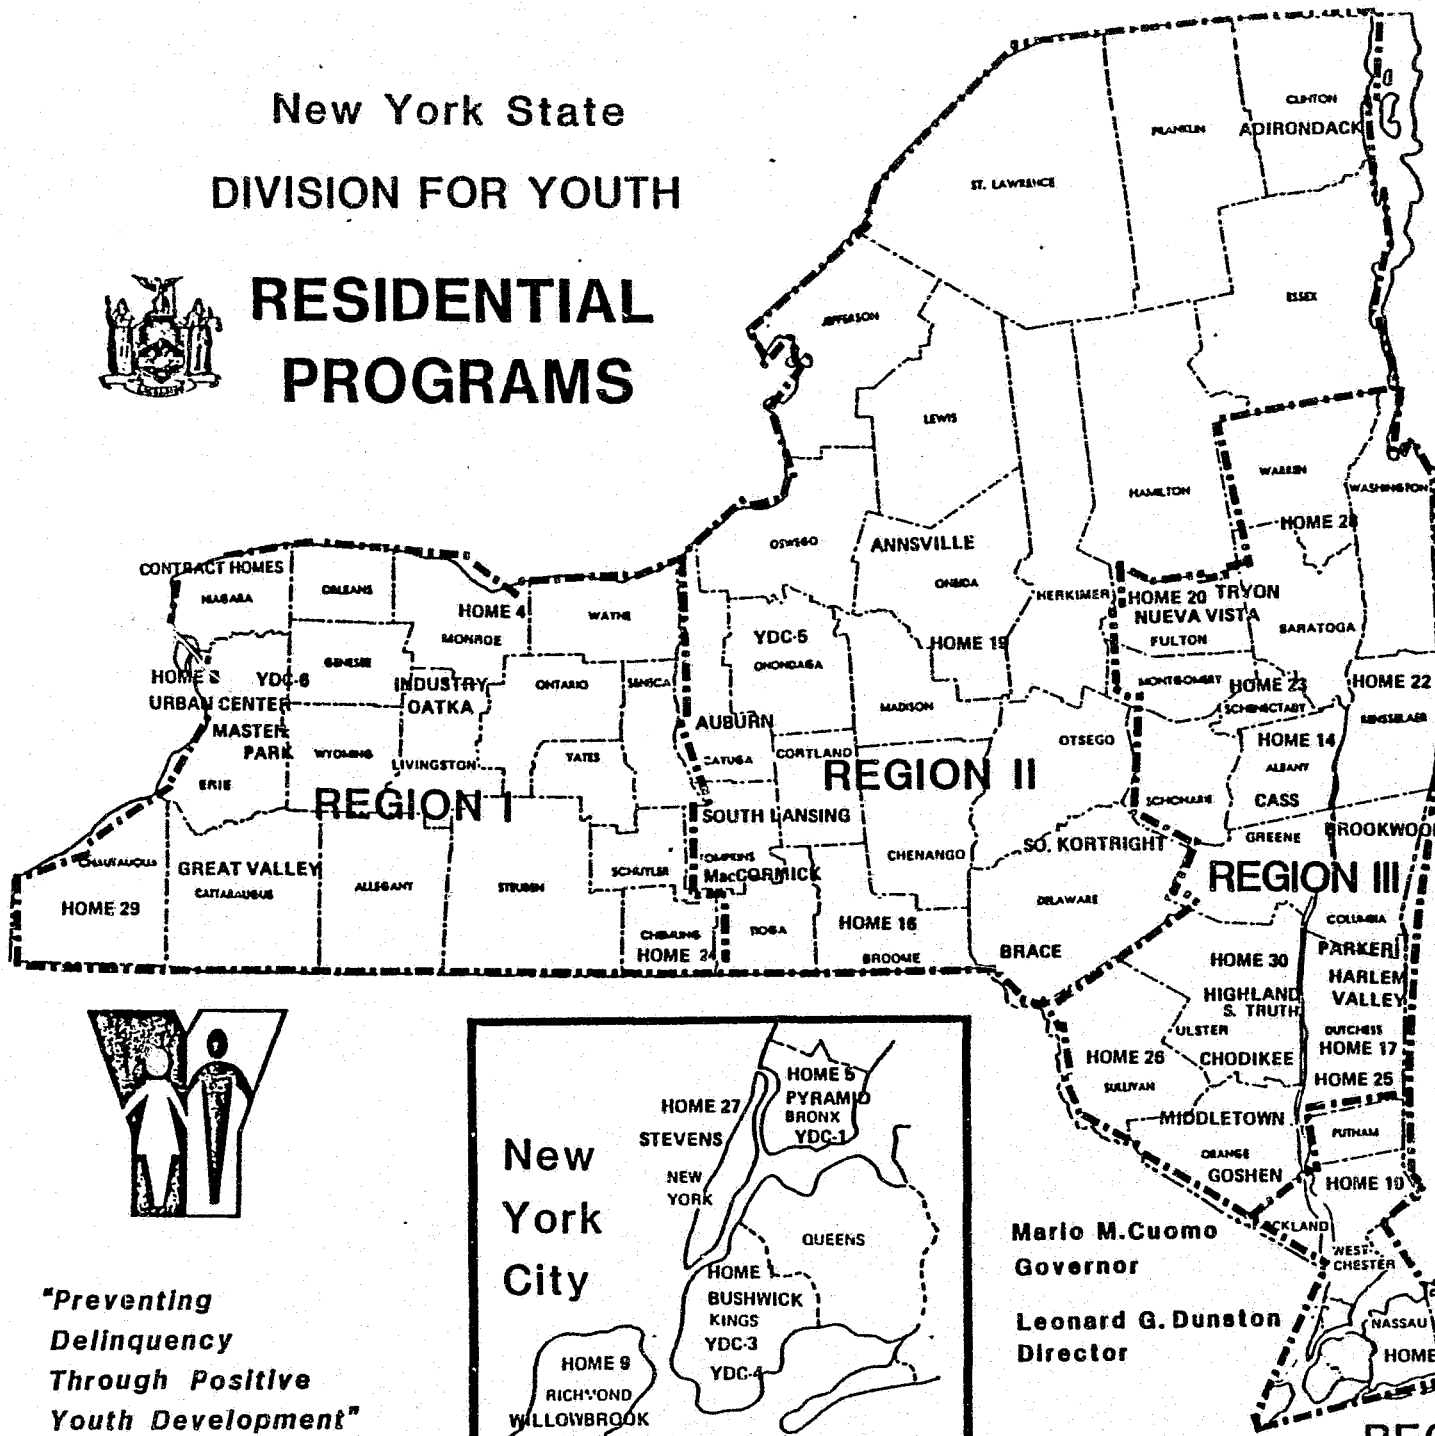 New York State
DIVISION FOR YOUTH
RESIDENTIAL
PROGRAMS
CLINTON
ADIRONDACK
FRANKLIN
ST. LAWRENCE
ESSEX
JEFFERSON
LEWIS
HAMILTON
WARREN
WASHINGTON
HOME 28
OSWEGO
ANNSVILLE
ONEIDA
HERKIMER
HOME 20
TRYON
NUEVA VISTA
FULTON
SARATOGA
CONTRACT HOMES
NIAGARA
ORLEANS
HOME 4
MONROE
WAYNE
YDC-5
ONONDAGA
HOME 19
MONTGOMERY
HOME 23
SCHENECTADY
HOME 22
RENSSELAER
HOME
YDC-6
GENESEE
INDUSTRY
OATKA
ONTARIO
SENECA
URBAN CENTER
MASTEN
PARK
WYOMING
LIVINGSTON
YATES
AUBURN
CAYUGA
CORTLAND
MADISON
OTSEGO
HOME 14
ALBANY
CASS
SCHOHARIE
ERIE
REGION I
REGION II
SOUTH LANSING
SO. KORTRIGHT
GREENE
BROOKWOO
REGION III
CHAUTAUQUA
GREAT VALLEY
CATTARAUGUS
ALLEGANY
STEUBEN
SCHUYLER
TOMPKINS
MacCORMICK
CHENANGO
DELAWARE
COLUMBIA
HOME 29
CHEMUNG
HOME 24
TIOGA
HOME 16
BROOME
BRACE
HOME 30
PARKER
HARLEM
VALLEY
HIGHLAND
S. TRUTH
ULSTER
DUTCHESS
HOME 17
HOME 26
CHODIKEE
HOME 25
SULLIVAN
MIDDLETOWN
PUTNAM
ORANGE
GOSHEN
HOME 10
CKLAND
WEST-
CHESTER
NASSAU
HOME
New
York
City
HOME 5
PYRAMID
BRONX
YDC-1
HOME 27
STEVENS
NEW
YORK
QUEENS
HOME 1
BUSHWICK
KINGS
YDC-3
YDC-4
HOME 9
RICHMOND
WILLOWBROOK
Mario M.Cuomo
Governor
Leonard G. Dunston
Director
"Preventing
Delinquency
Through Positive
Youth Development"